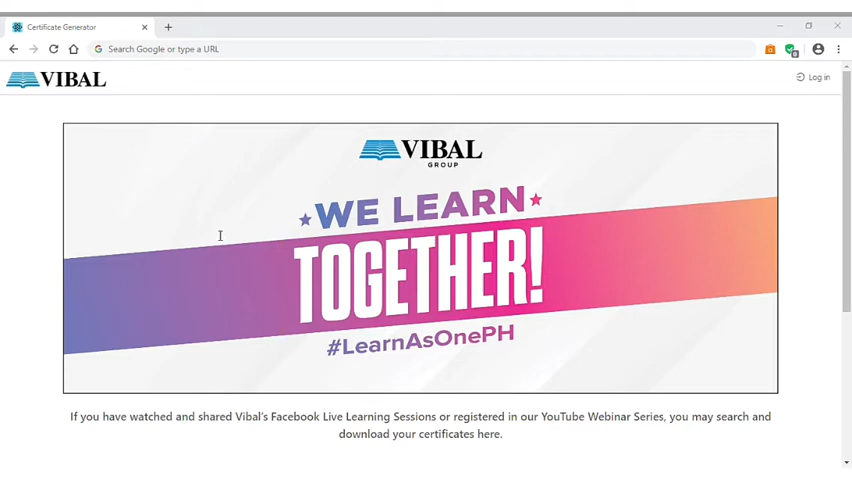 Certificate Generator
Search Google or type a URL
VIBAL
Log in
VIBAL
GROUP
WE LEARN
TOGETHER!
#LearnAsOnePH
If you have watched and shared Vibal's Facebook Live Learning Sessions or registered in our YouTube Webinar Series, you may search and
download your certificates here.